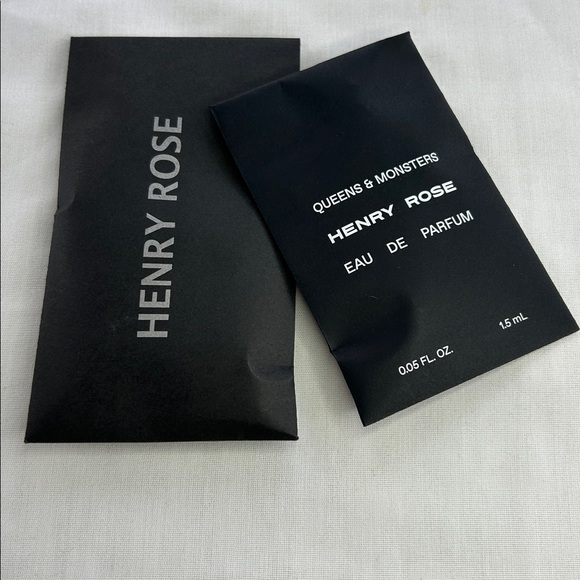 HENRY ROSE
QUEENS & MONSTERS
HENRY ROSE
EAU DE PARFUM
0.05 FL. OZ.
1.5 mL